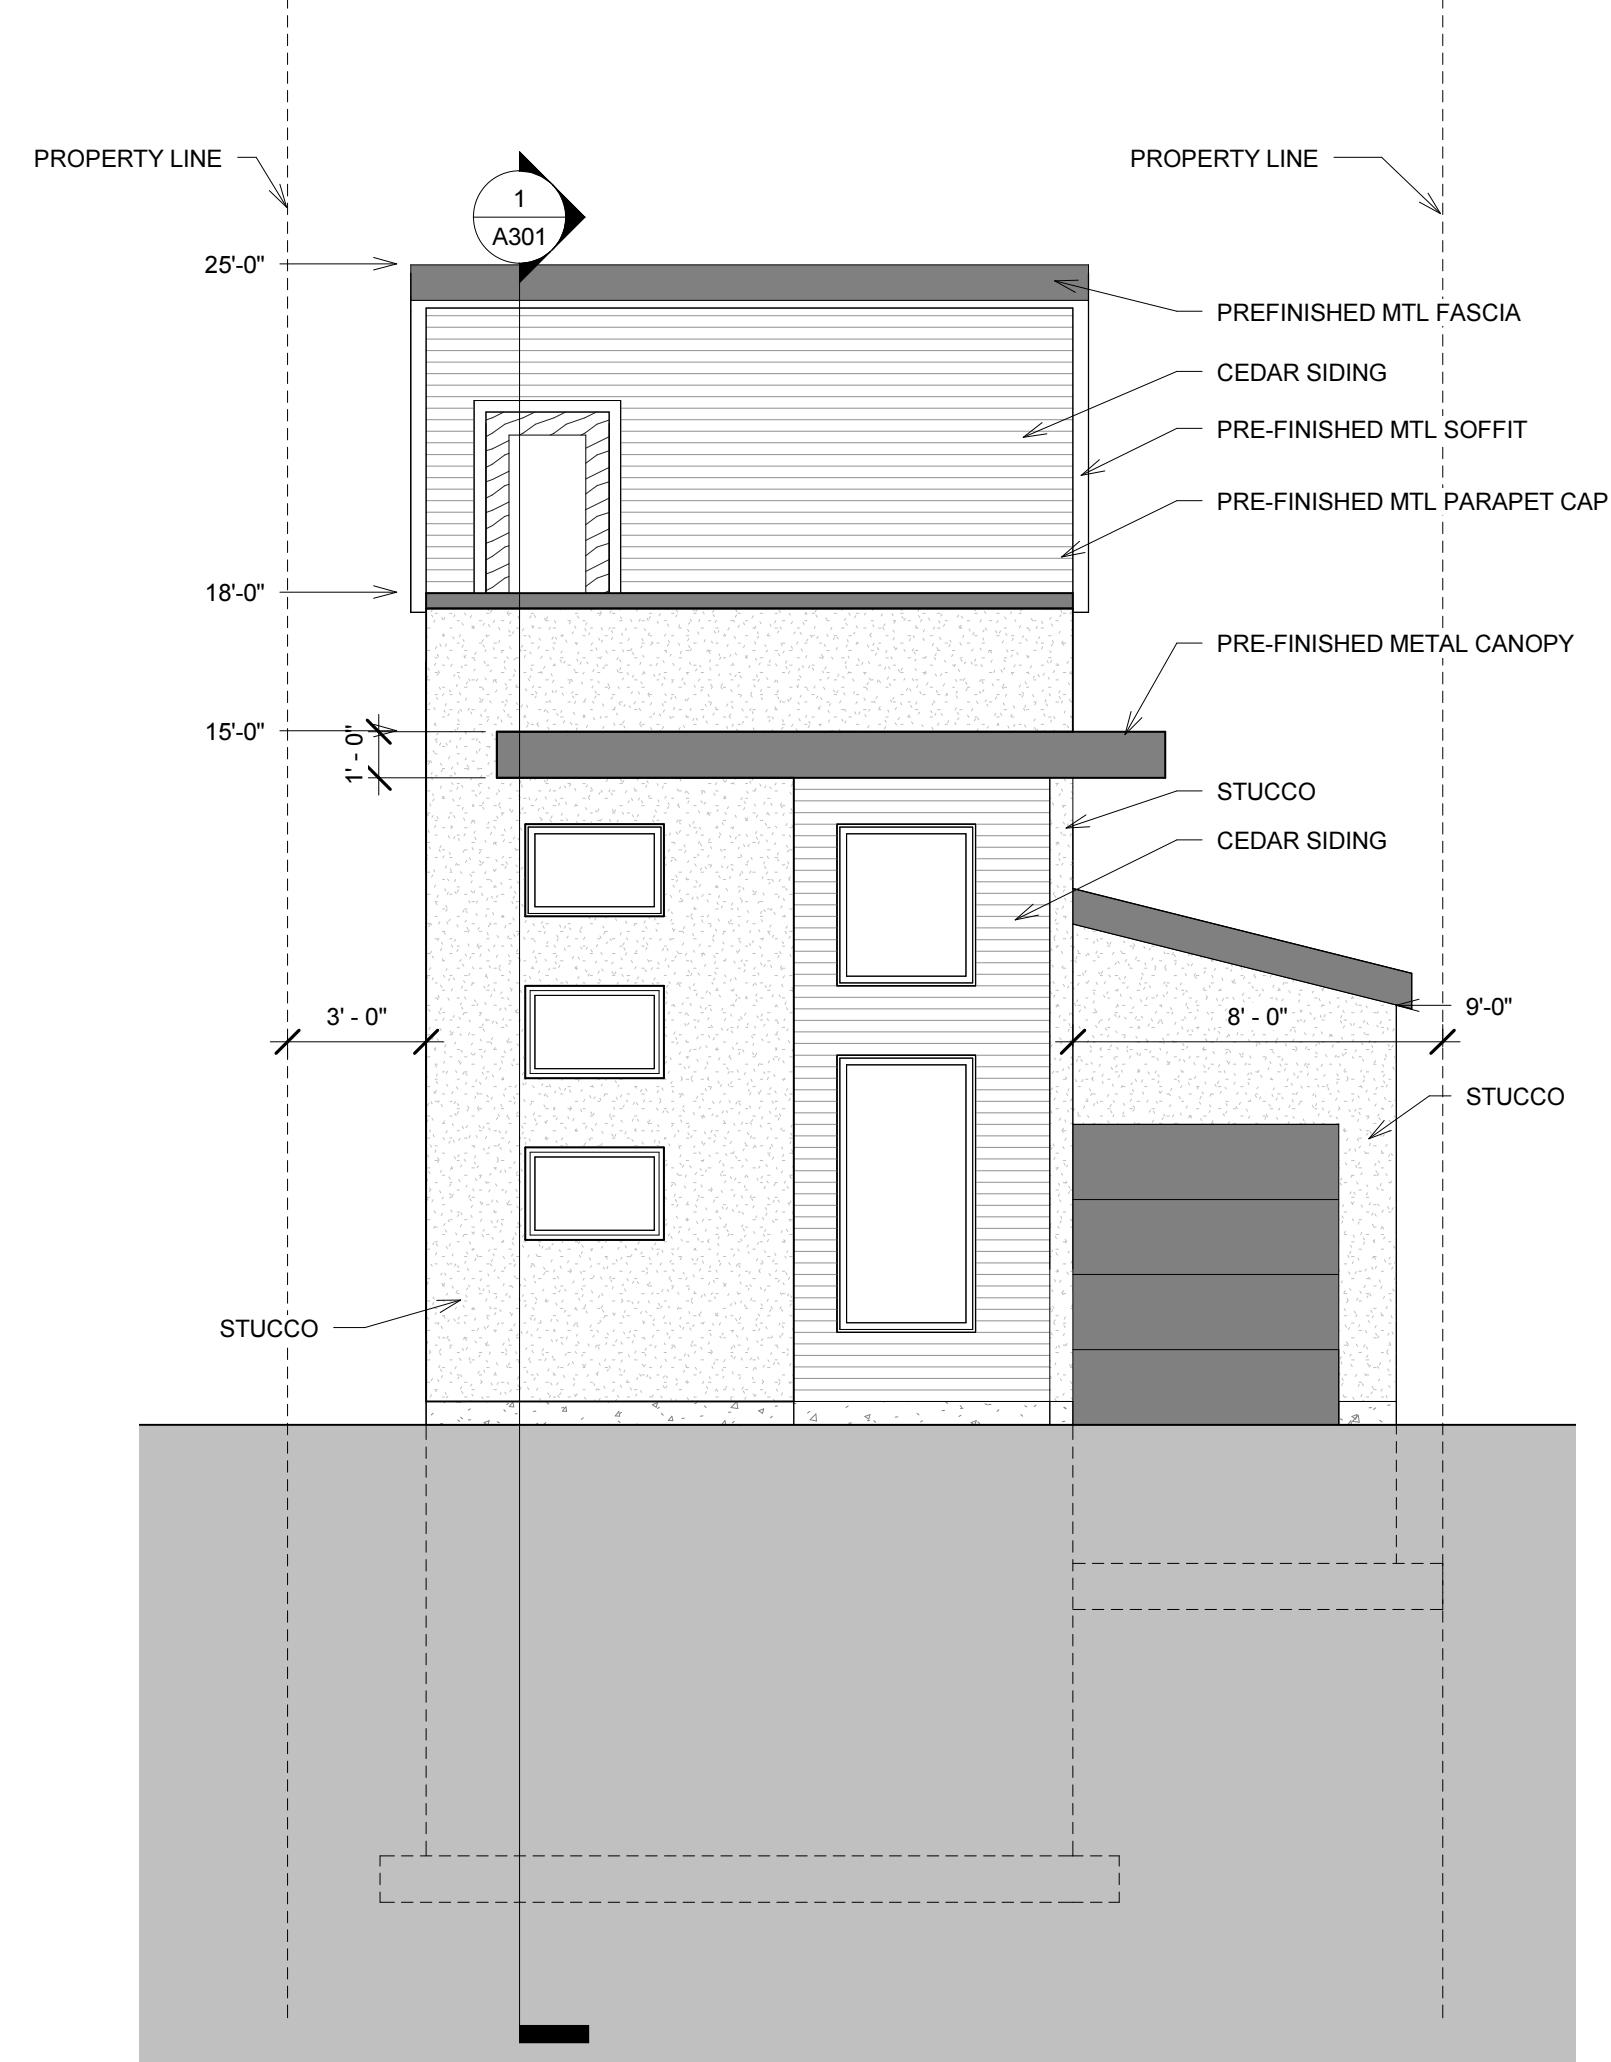 PROPERTY LINE
PROPERTY LINE
1
A301
25'-0"
PREFINISHED MTL FASCIA
CEDAR SIDING
PRE-FINISHED MTL SOFFIT
PRE-FINISHED MTL PARAPET CAP
18'-0"
PRE-FINISHED METAL CANOPY
15'-0"
1' - 0"
STUCCO
CEDAR SIDING
3' - 0"
8' - 0"
9'-0"
STUCCO
STUCCO